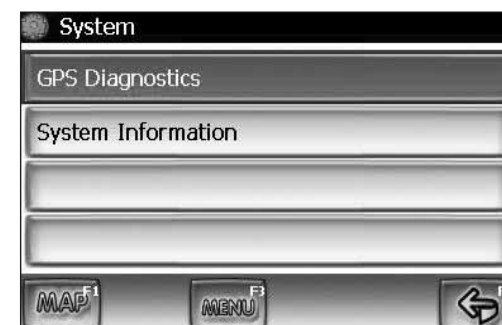 System
GPS Diagnostics
System Information
MAP F1
MENU F3